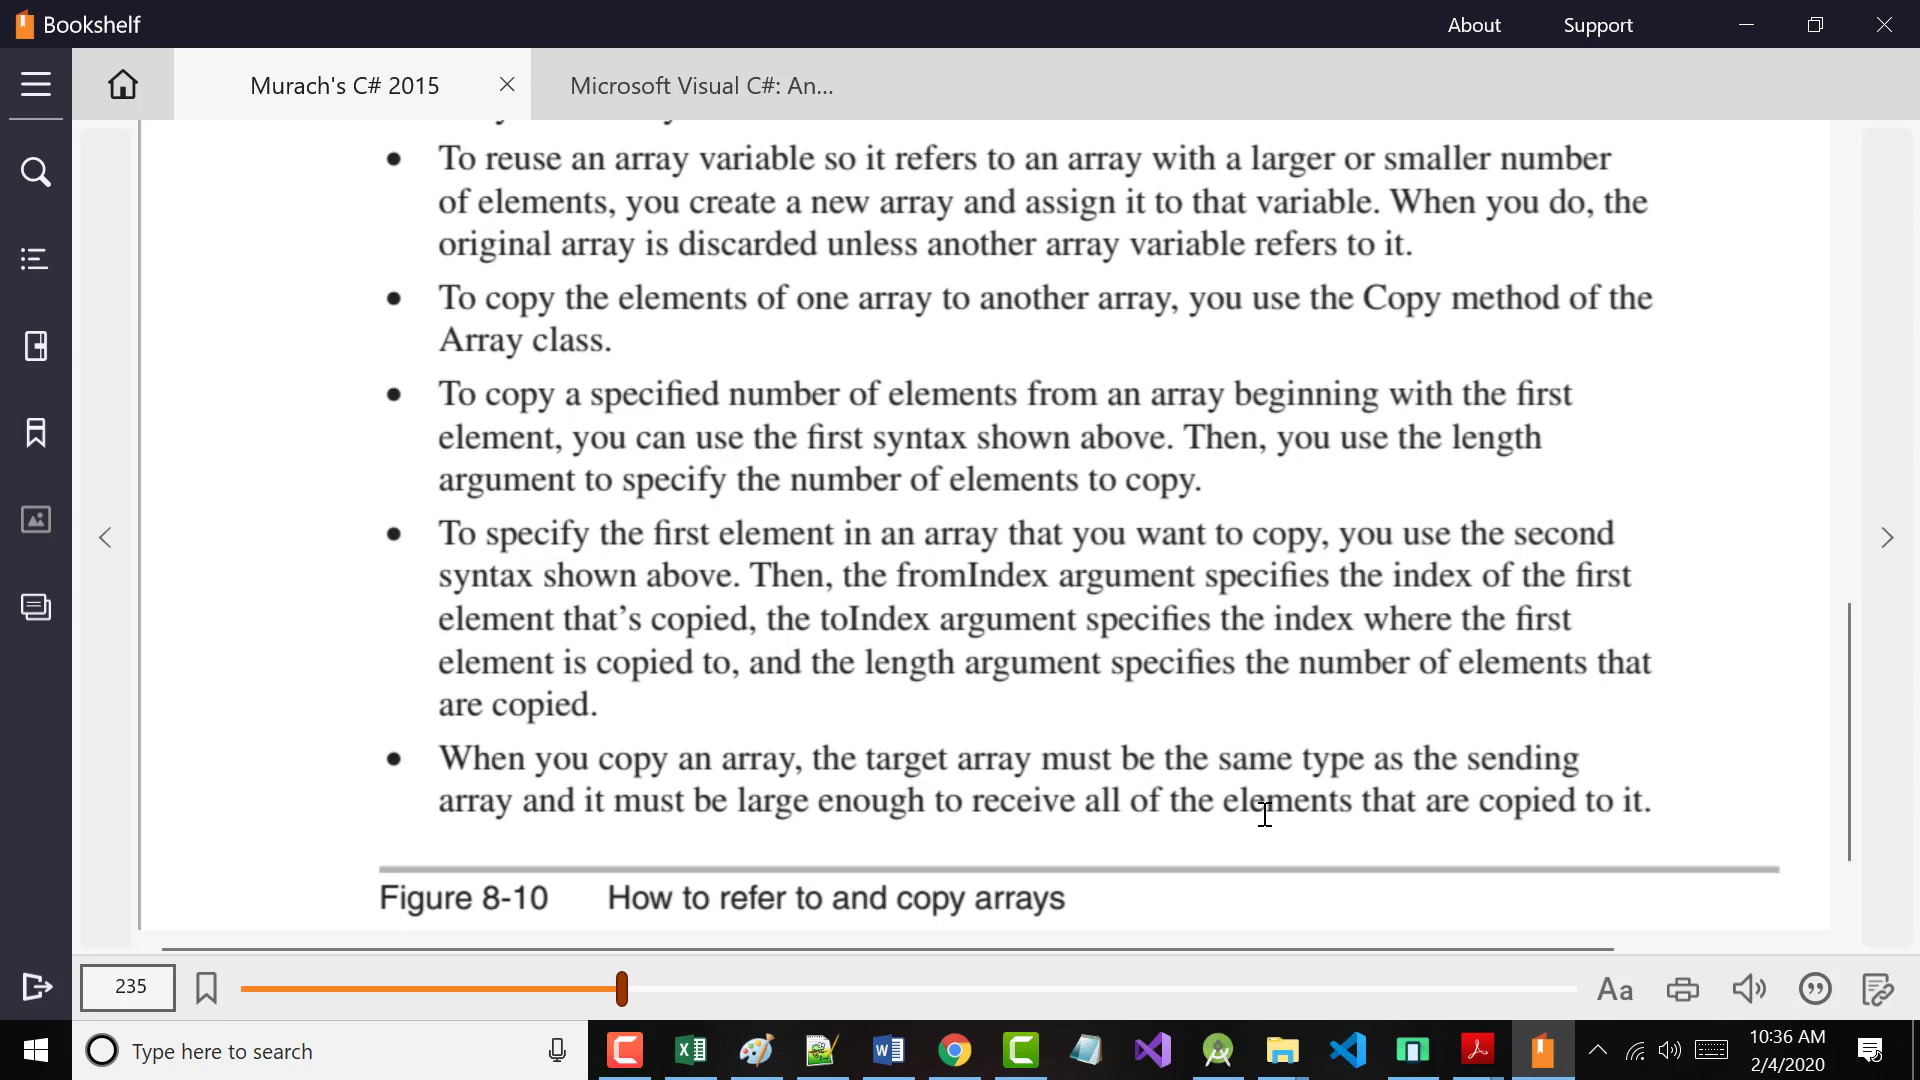 Bookshelf
About
Support
Murach's C# 2015
Microsoft Visual C#: An...
• To reuse an array variable so it refers to an array with a larger or smaller number
of elements, you create a new array and assign it to that variable. When you do, the
original array is discarded unless another array variable refers to it.
• To copy the elements of one array to another array, you use the Copy method of the
Array class.
• To copy a specified number of elements from an array beginning with the first
element, you can use the first syntax shown above. Then, you use the length
argument to specify the number of elements to copy.
• To specify the first element in an array that you want to copy, you use the second
syntax shown above. Then, the fromIndex argument specifies the index of the first
element that’s copied, the toIndex argument specifies the index where the first
element is copied to, and the length argument specifies the number of elements that
are copied.
• When you copy an array, the target array must be the same type as the sending
array and it must be large enough to receive all of the elements that are copied to it.
Figure 8-10 How to refer to and copy arrays
235
Aa
Type here to search
10:36 AM
2/4/2020